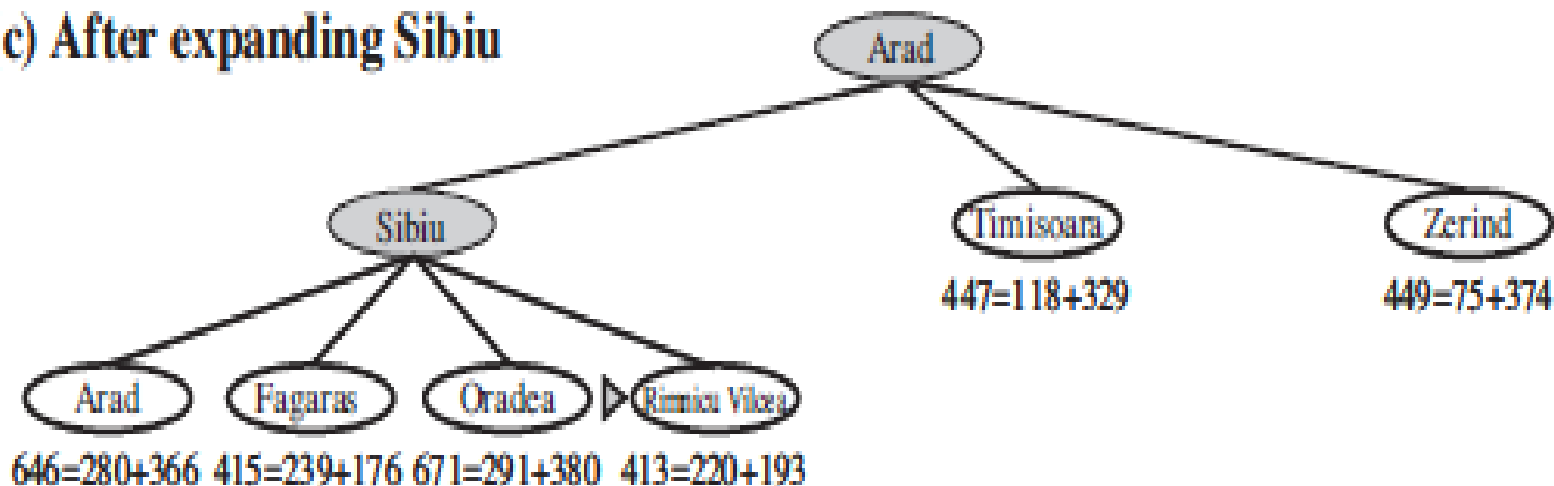 c) After expanding Sibiu
Arad
Sibiu
Timisoara
Zerind
447=118+329
449=75+374
Arad
Fagaras
Oradea
Rimnicu Vilcea
646=280+366
415=239+176
671=291+380
413=220+193